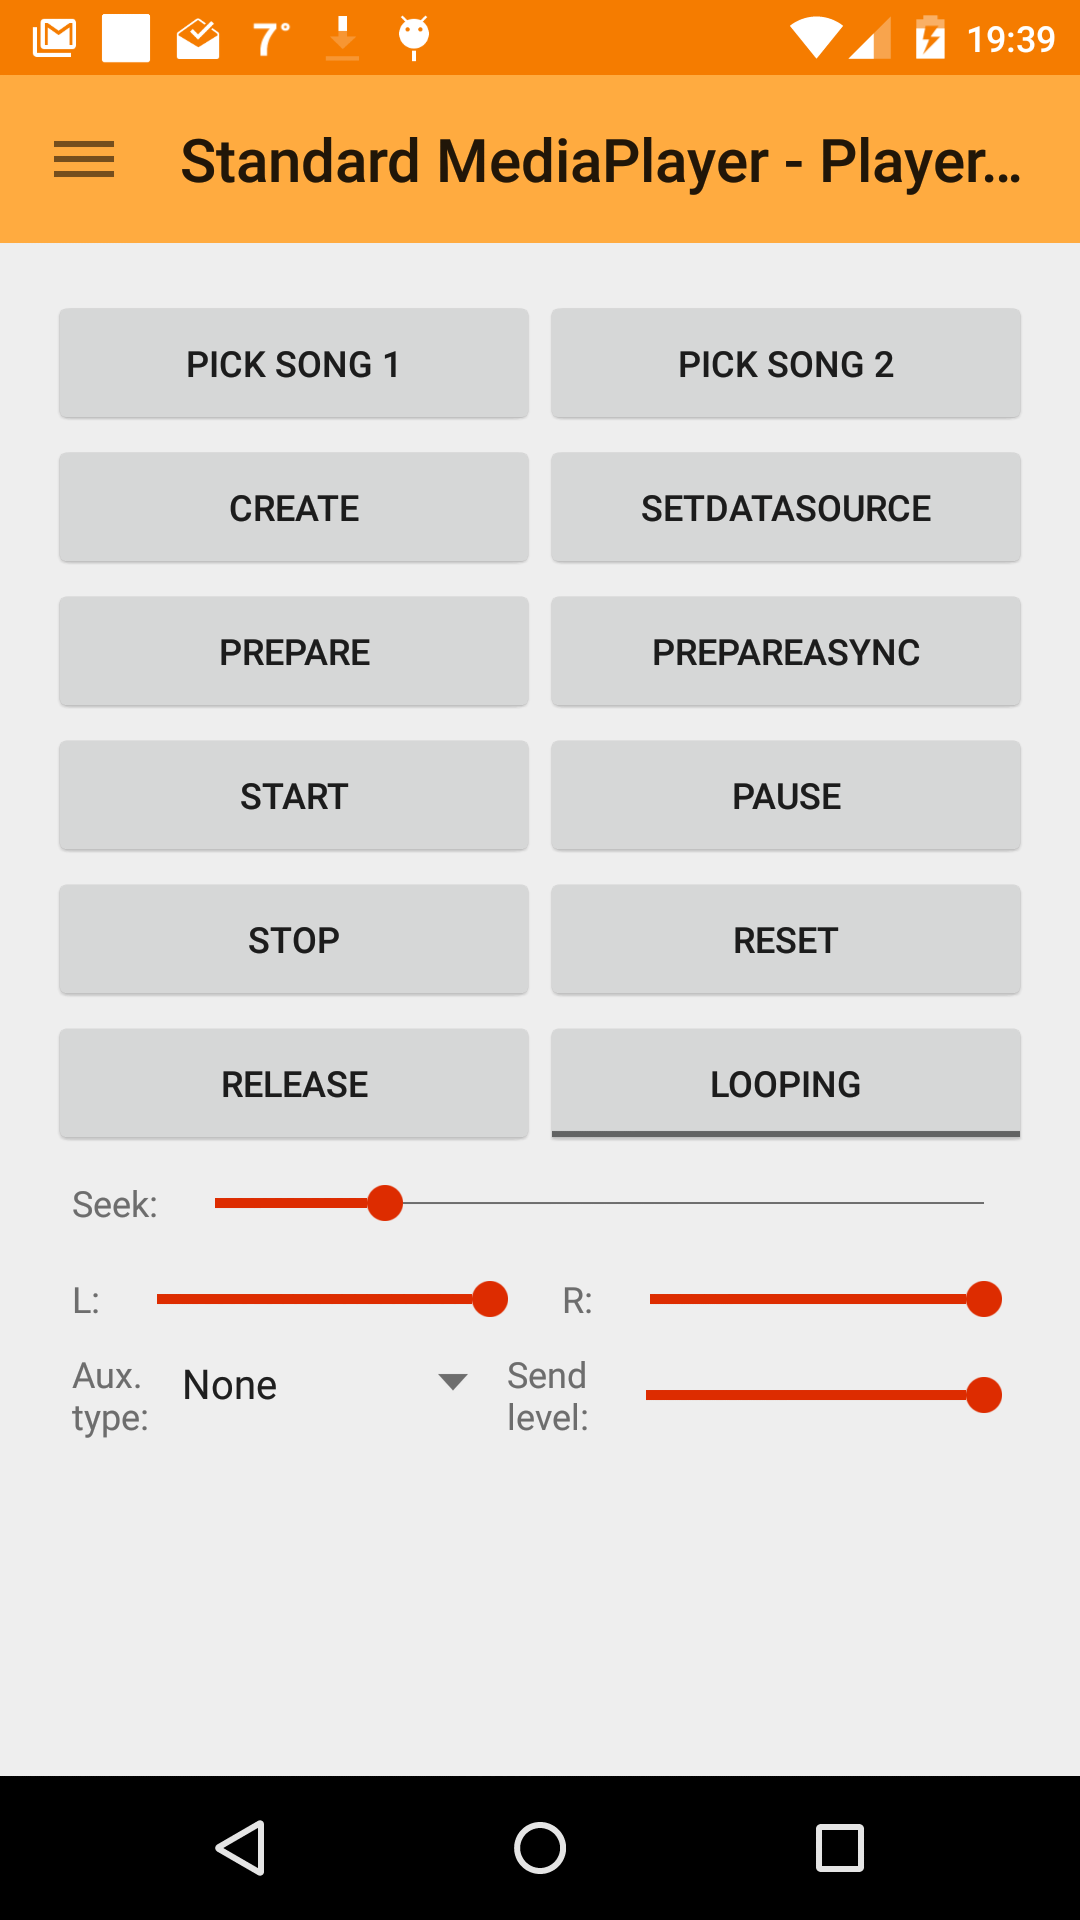 7° 19:39
Standard MediaPlayer - Player...
PICK SONG 1 PICK SONG 2
CREATE SETDATASOURCE
PREPARE PREPAREASYNC
START PAUSE
STOP RESET
RELEASE LOOPING
Seek:
L: R:
Aux. type: None Send level: